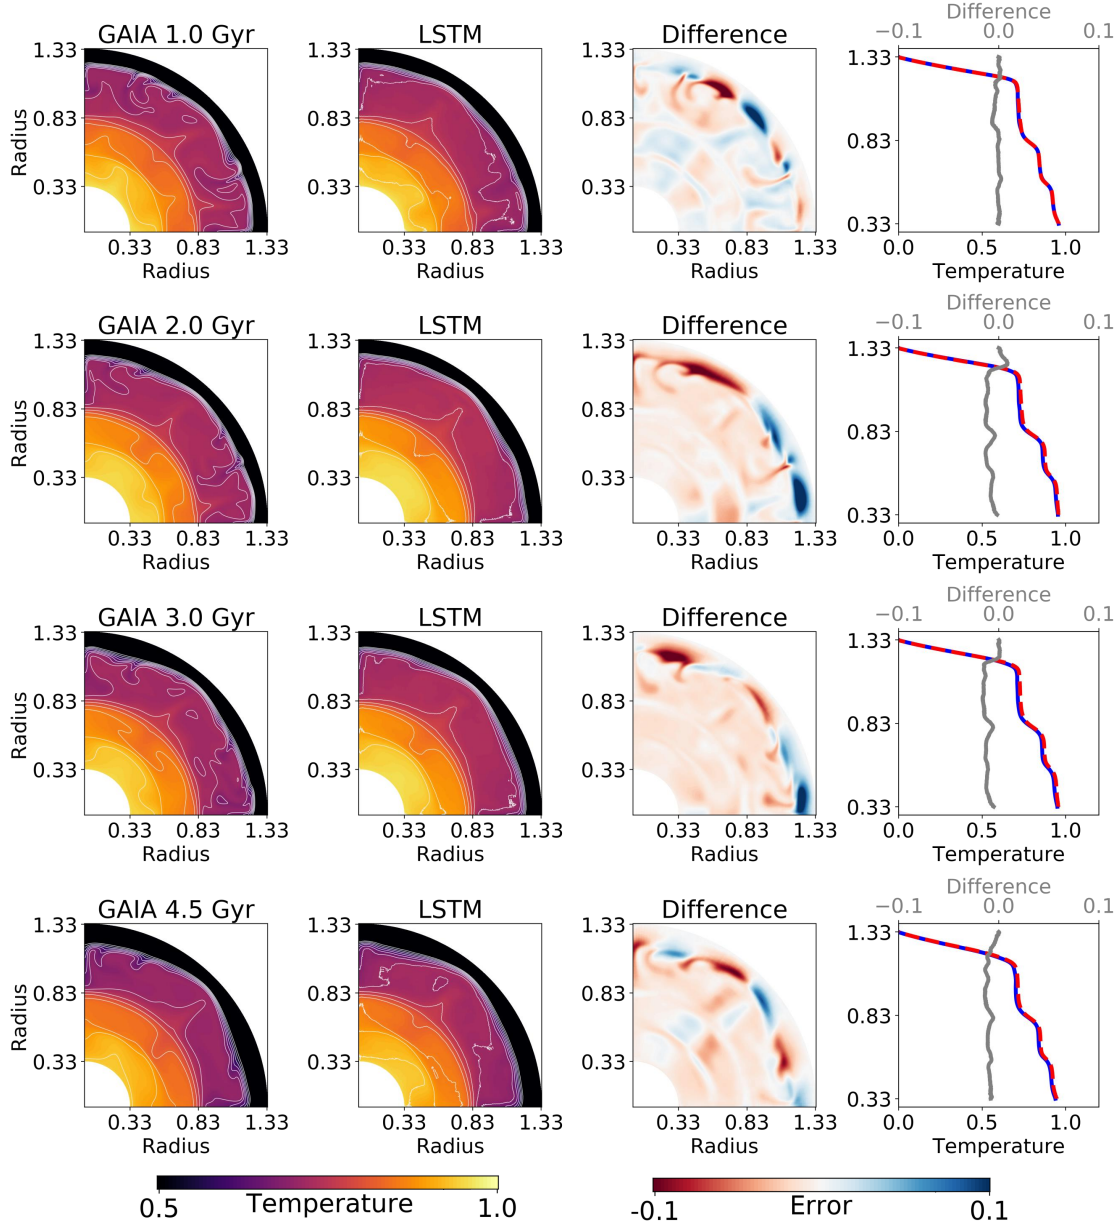 Difference
−0.1 0.0 0.1
GAIA 1.0 Gyr LSTM Difference
1.33 1.33 1.33 1.33
0.83 0.83 0.83 0.83
0.33 0.33 0.33 0.33
Radius Radius
0.33 0.83 1.33 0.33 0.83 1.33 0.33 0.83 1.33 0.0 0.5 1.0
Radius Radius Radius Temperature
Difference
−0.1 0.0 0.1
GAIA 2.0 Gyr LSTM Difference
1.33 1.33 1.33 1.33
0.83 0.83 0.83 0.83
0.33 0.33 0.33 0.33
Radius Radius
0.33 0.83 1.33 0.33 0.83 1.33 0.33 0.83 1.33 0.0 0.5 1.0
Radius Radius Radius Temperature
Difference
−0.1 0.0 0.1
GAIA 3.0 Gyr LSTM Difference
1.33 1.33 1.33 1.33
0.83 0.83 0.83 0.83
0.33 0.33 0.33 0.33
Radius Radius
0.33 0.83 1.33 0.33 0.83 1.33 0.33 0.83 1.33 0.0 0.5 1.0
Radius Radius Radius Temperature
Difference
−0.1 0.0 0.1
GAIA 4.5 Gyr LSTM Difference
1.33 1.33 1.33 1.33
0.83 0.83 0.83 0.83
0.33 0.33 0.33 0.33
Radius Radius
0.33 0.83 1.33 0.33 0.83 1.33 0.33 0.83 1.33 0.0 0.5 1.0
Radius Radius Radius Temperature
0.5 Temperature 1.0 -0.1 Error 0.1